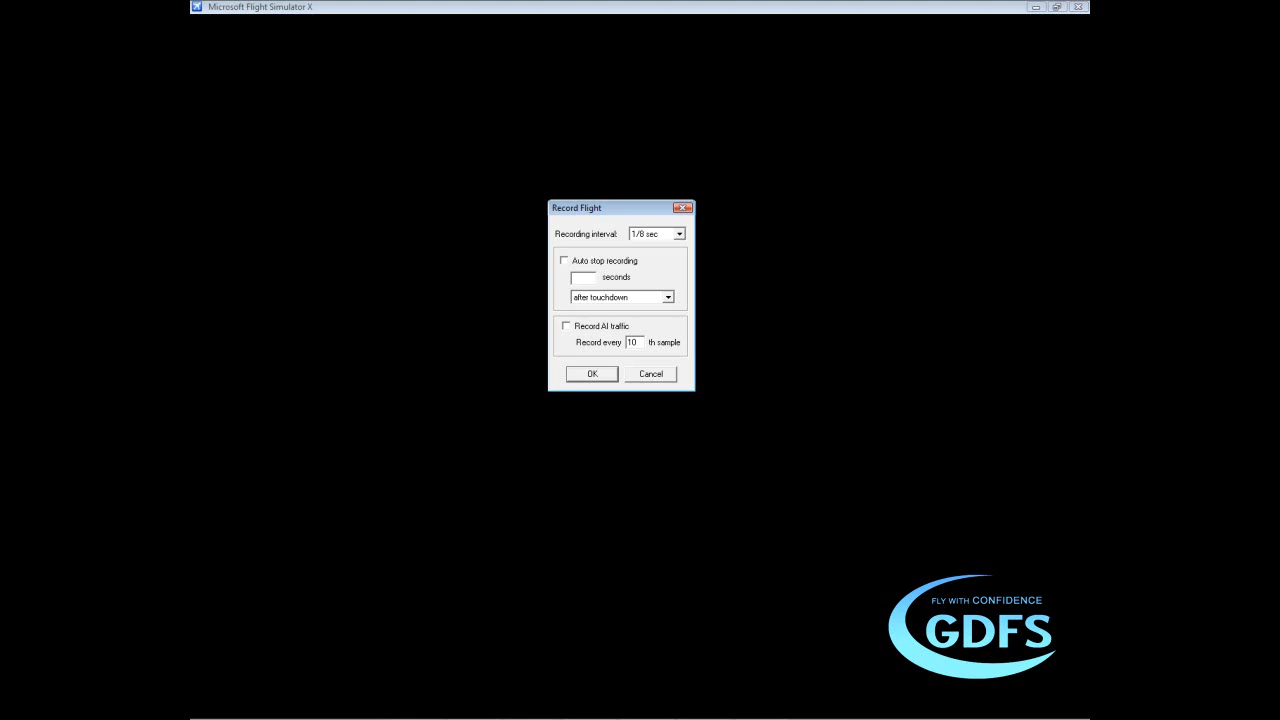 Microsoft Flight Simulator X
Record Flight
Recording interval: 1/8 sec
Auto stop recording
seconds
after touchdown
Record AI traffic
Record every 10 th sample
OK Cancel
FLY WITH CONFIDENCE
GDFS